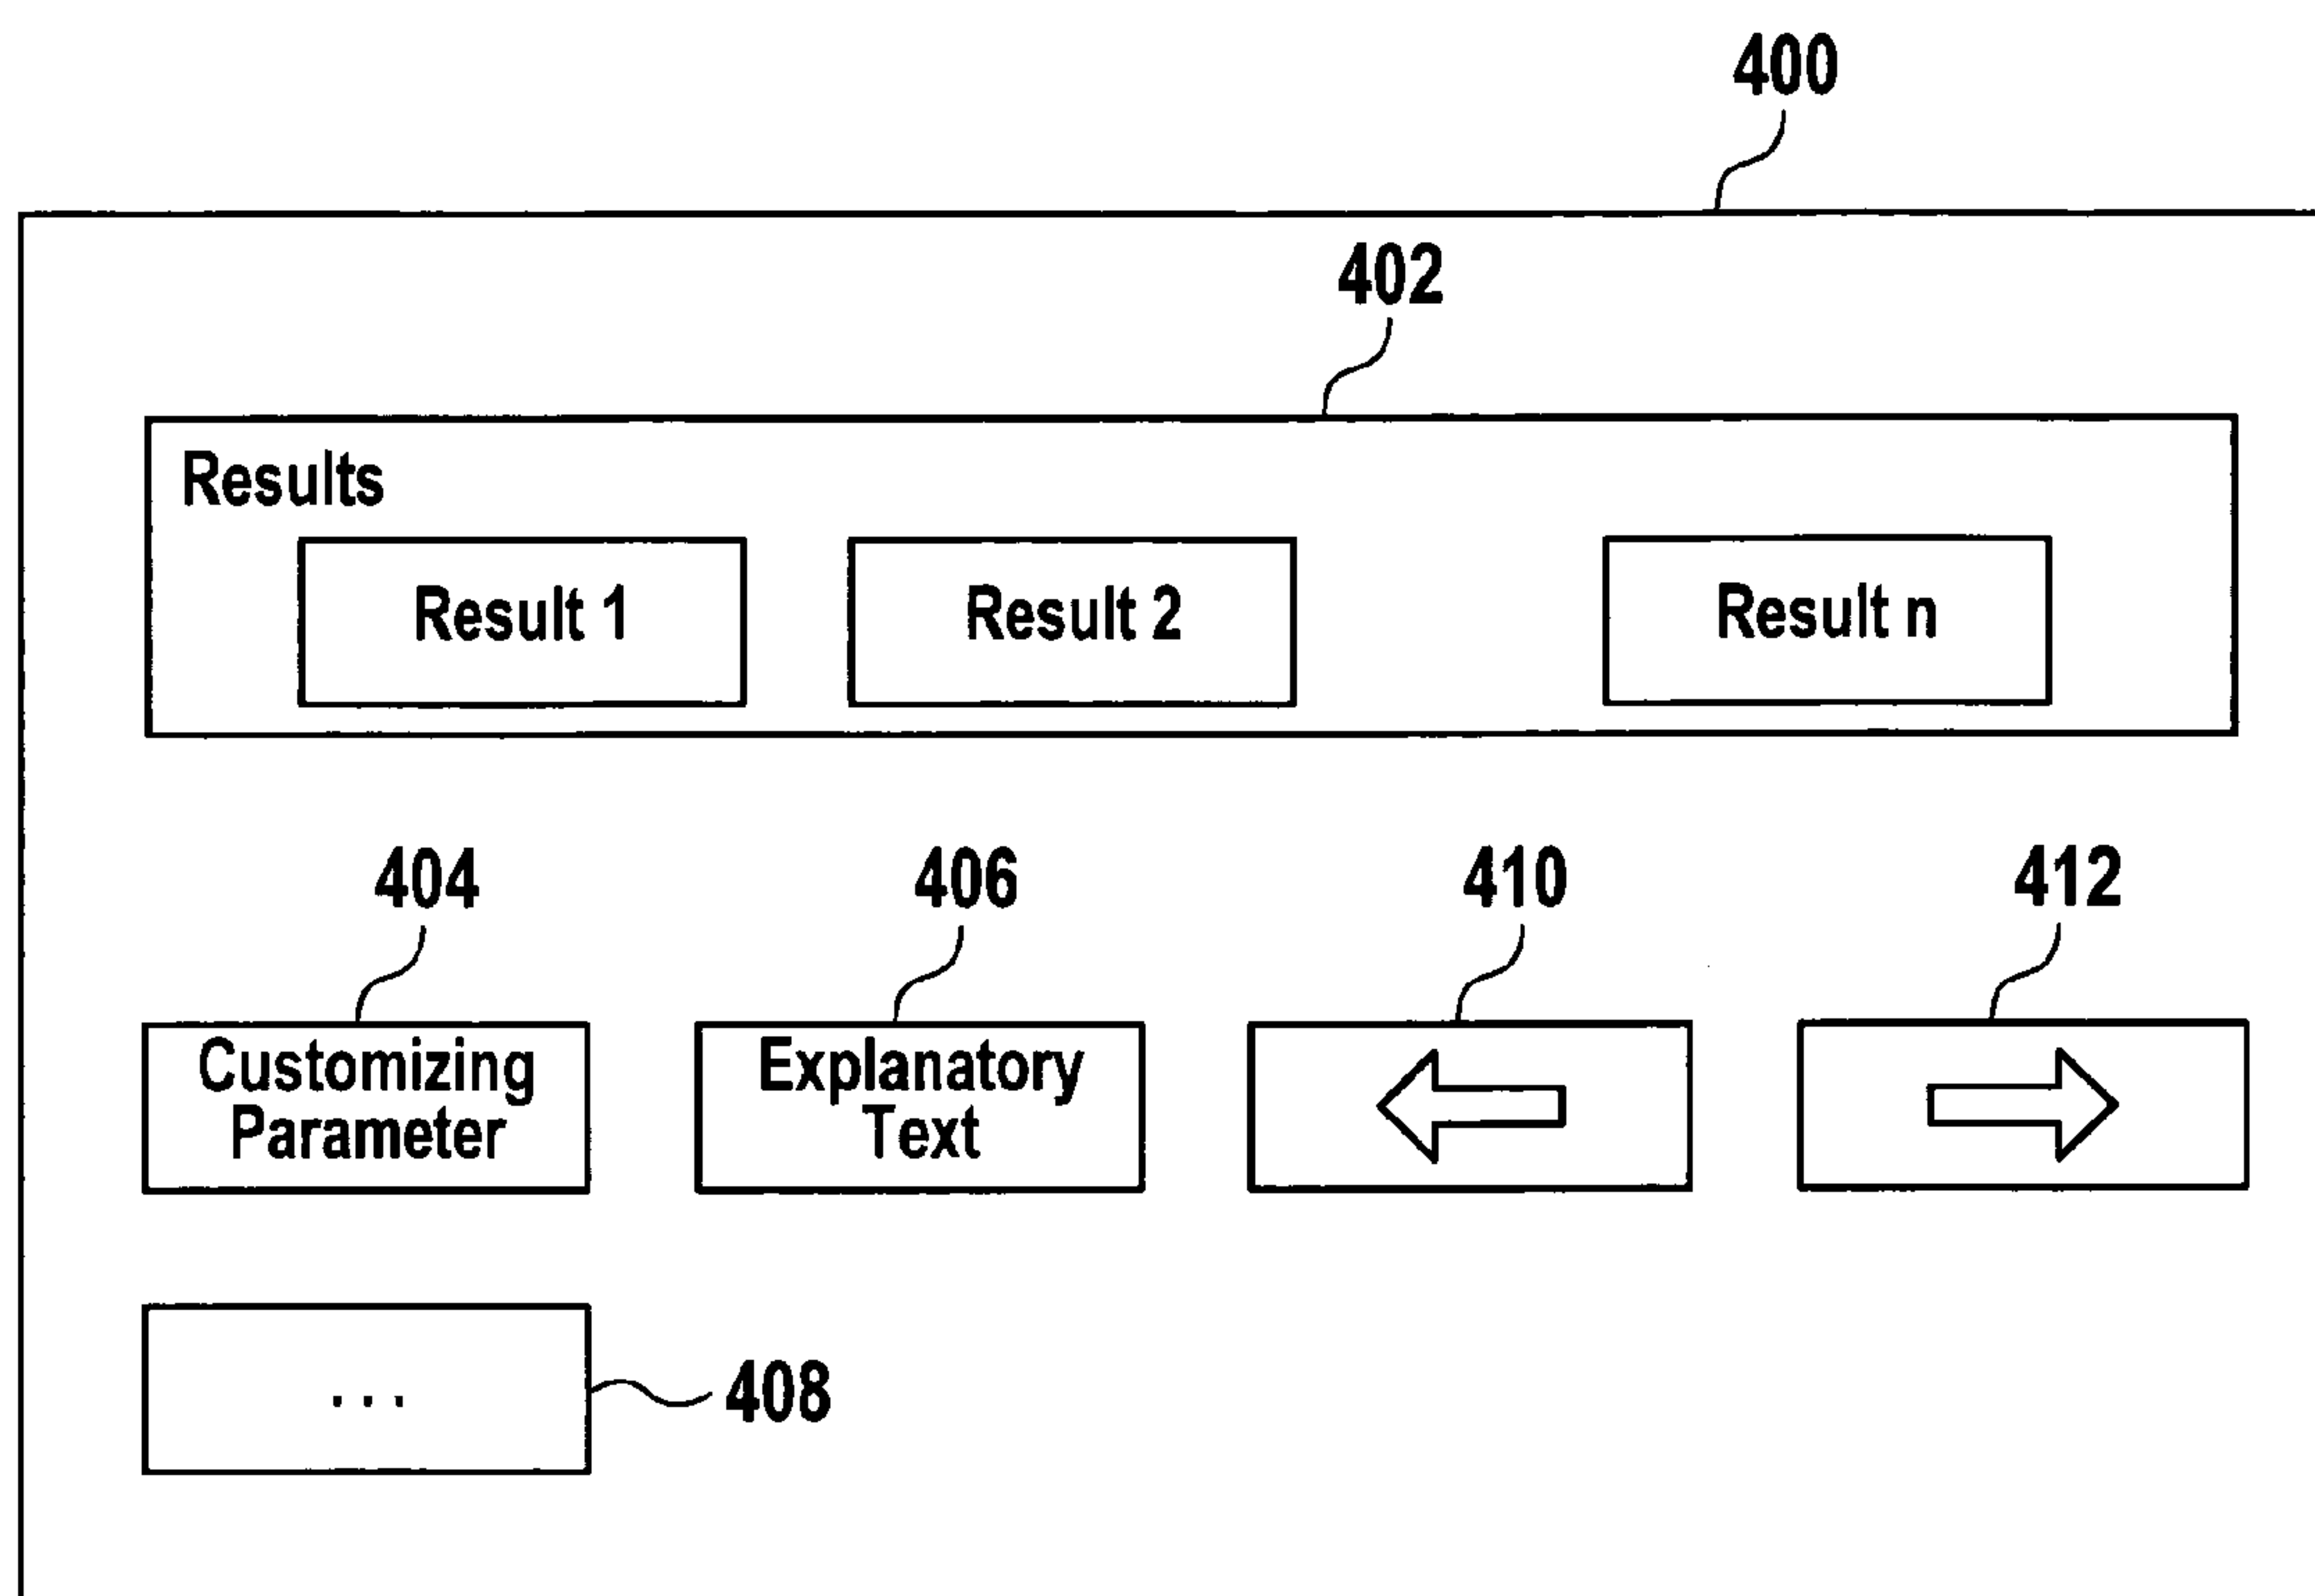 400
402
Results
Result 1
Result 2
Result n
404
406
410
412
Customizing
Parameter
Explanatory
Text
...
408